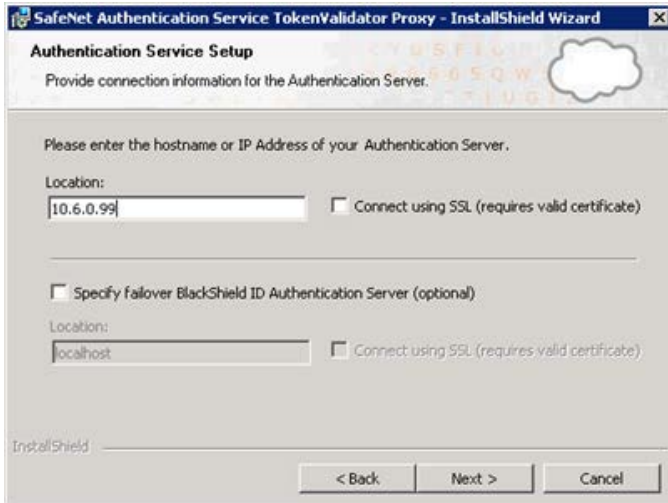 SafeNet Authentication Service TokenValidator Proxy - InstallShield Wizard
Authentication Service Setup
Provide connection information for the Authentication Server.
Please enter the hostname or IP Address of your Authentication Server.
Location:
10.6.0.99
Connect using SSL (requires valid certificate)
Specify failover BlackShield ID Authentication Server (optional)
Location:
localhost
Connect using SSL (requires valid certificate)
InstallShield
< Back
Next >
Cancel